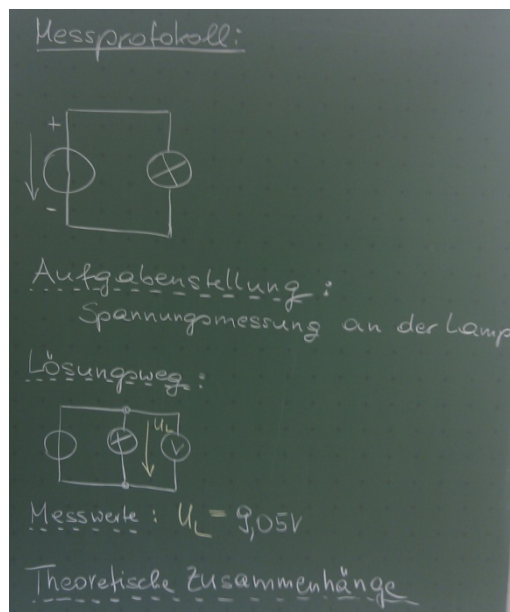 Messprotokoll:
+
-
Aufgabenstellung:
Spannungsmessung an der Lamp
Lösungsweg:
UL
V
Messwerte: UL = 9,05V
Theoretische Zusammenhänge